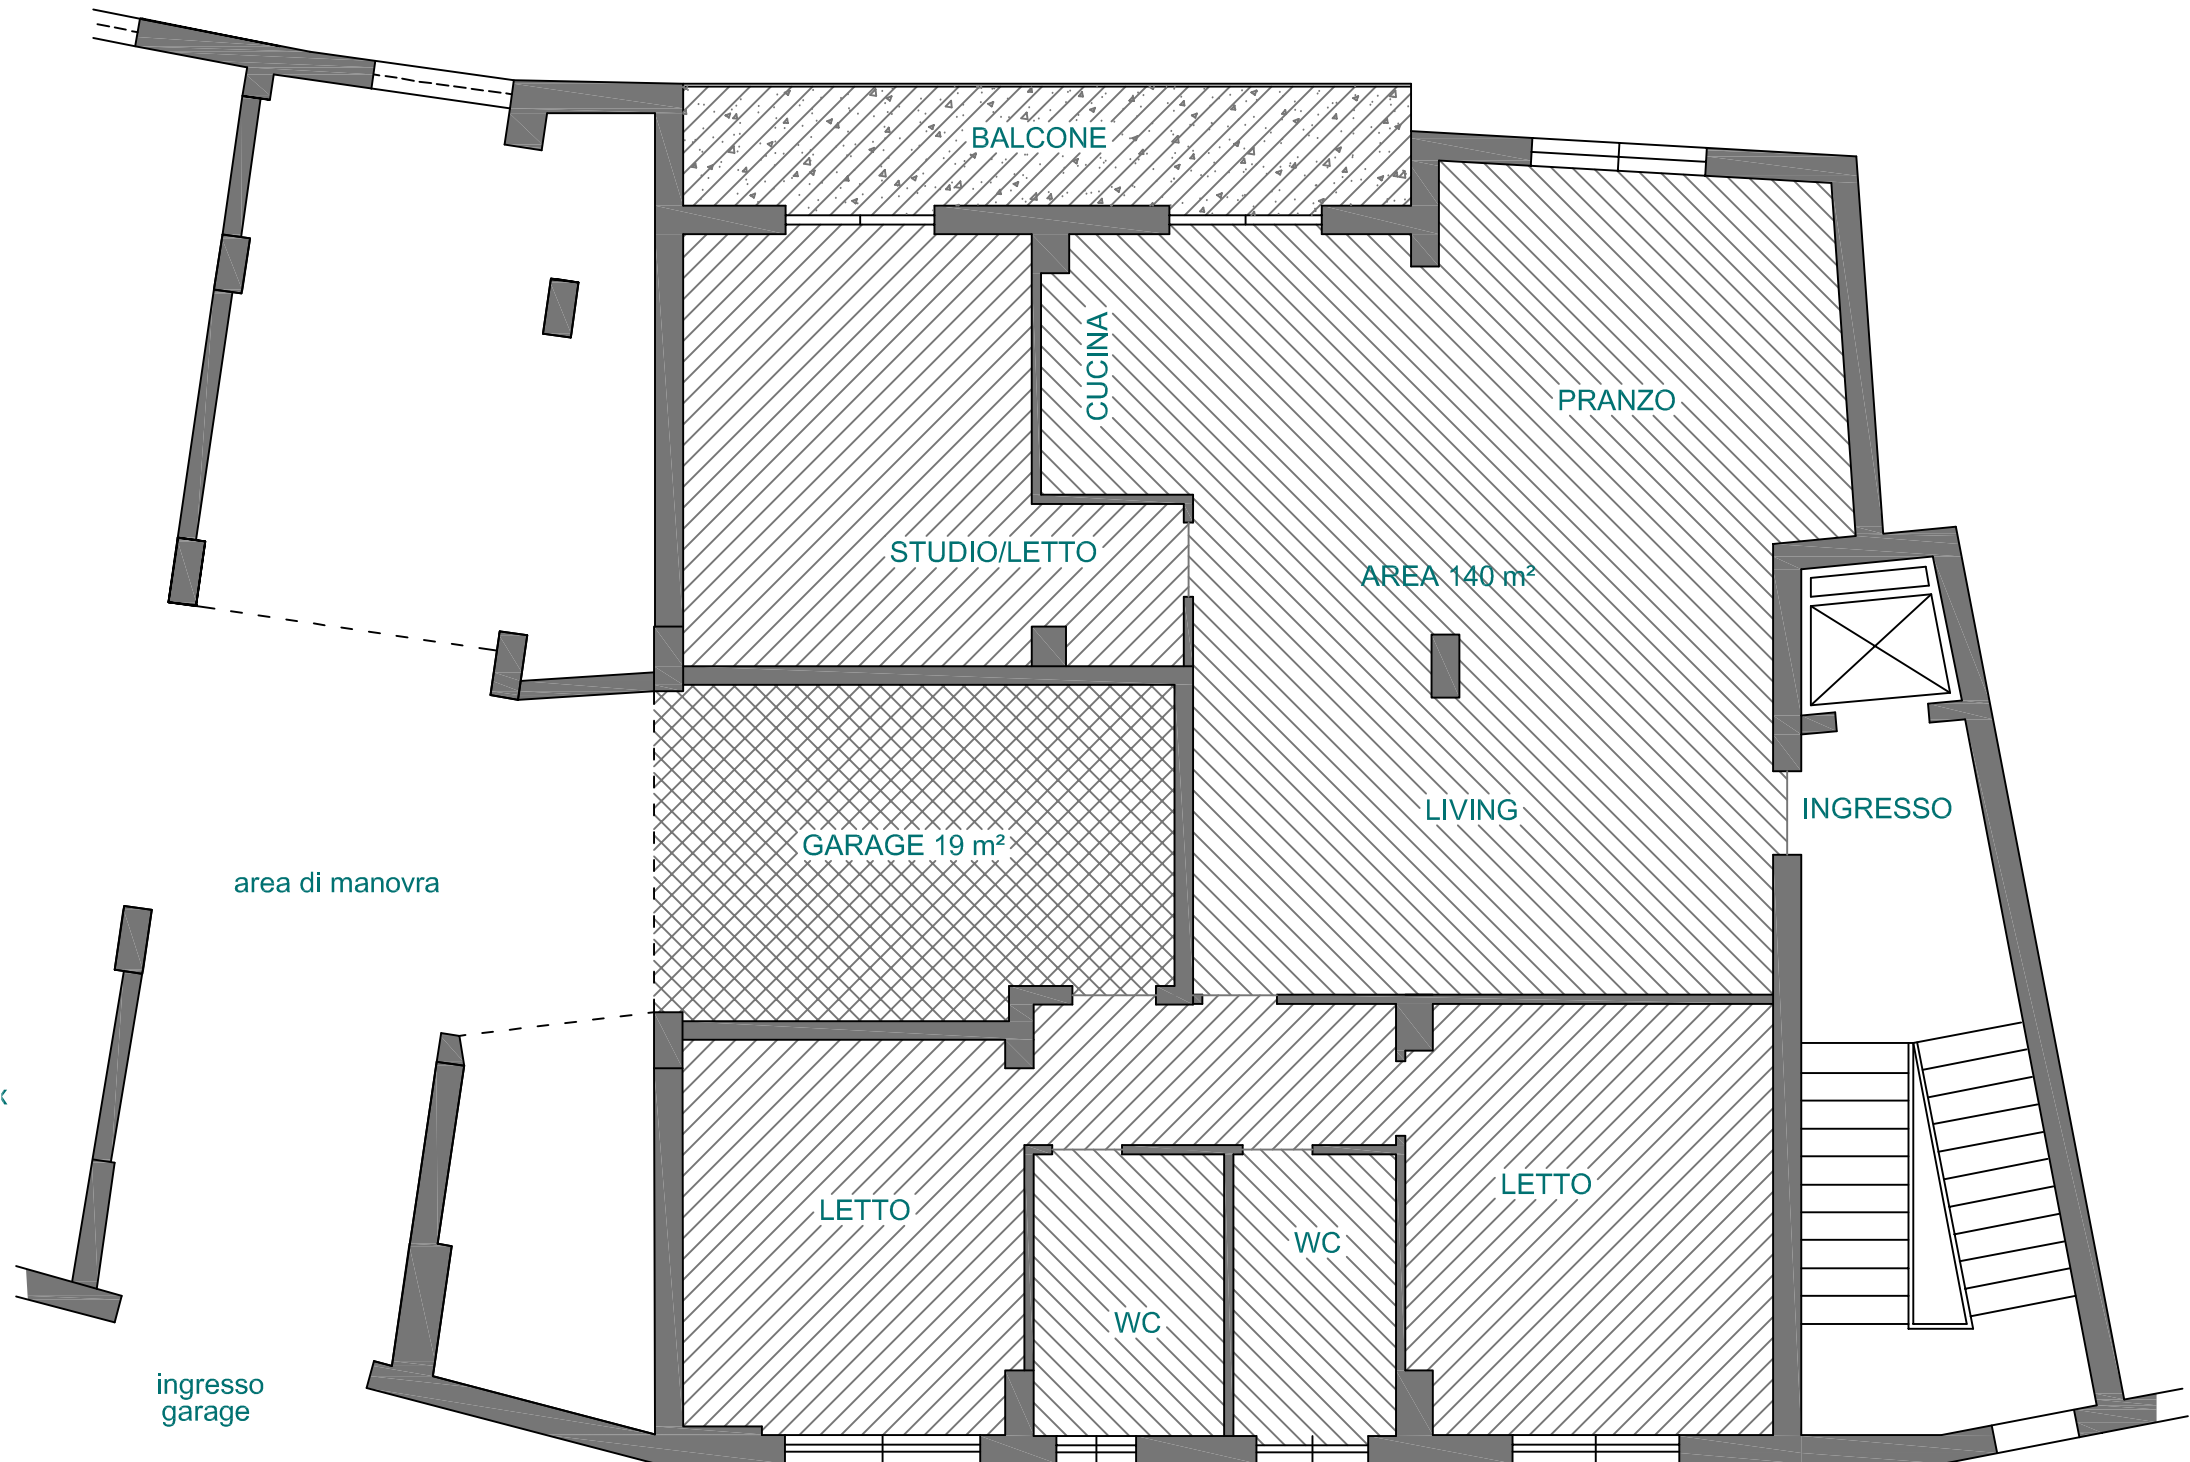 BALCONE
CUCINA
PRANZO
STUDIO/LETTO
AREA 140 m²
LIVING
INGRESSO
GARAGE 19 m²
area di manovra
x
LETTO
LETTO
WC
WC
ingresso
garage